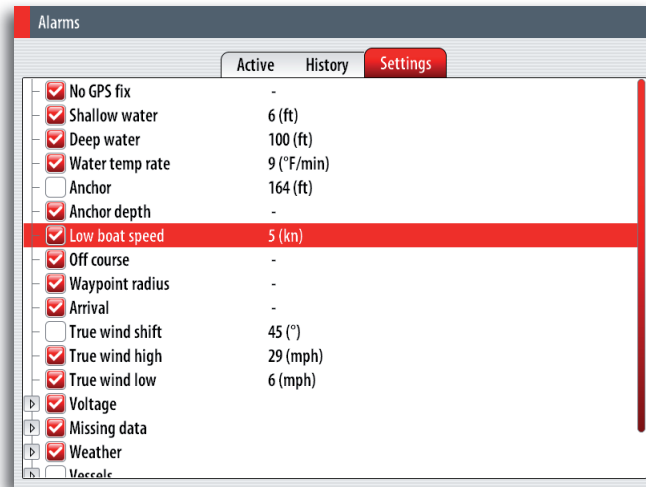 Alarms
Active History Settings
No GPS fix -
Shallow water 6 (ft)
Deep water 100 (ft)
Water temp rate 9 (°F/min)
Anchor 164 (ft)
Anchor depth -
Low boat speed 5 (kn)
Off course -
Waypoint radius -
Arrival -
True wind shift 45 (°)
True wind high 29 (mph)
True wind low 6 (mph)
Voltage
Missing data
Weather
Vessels